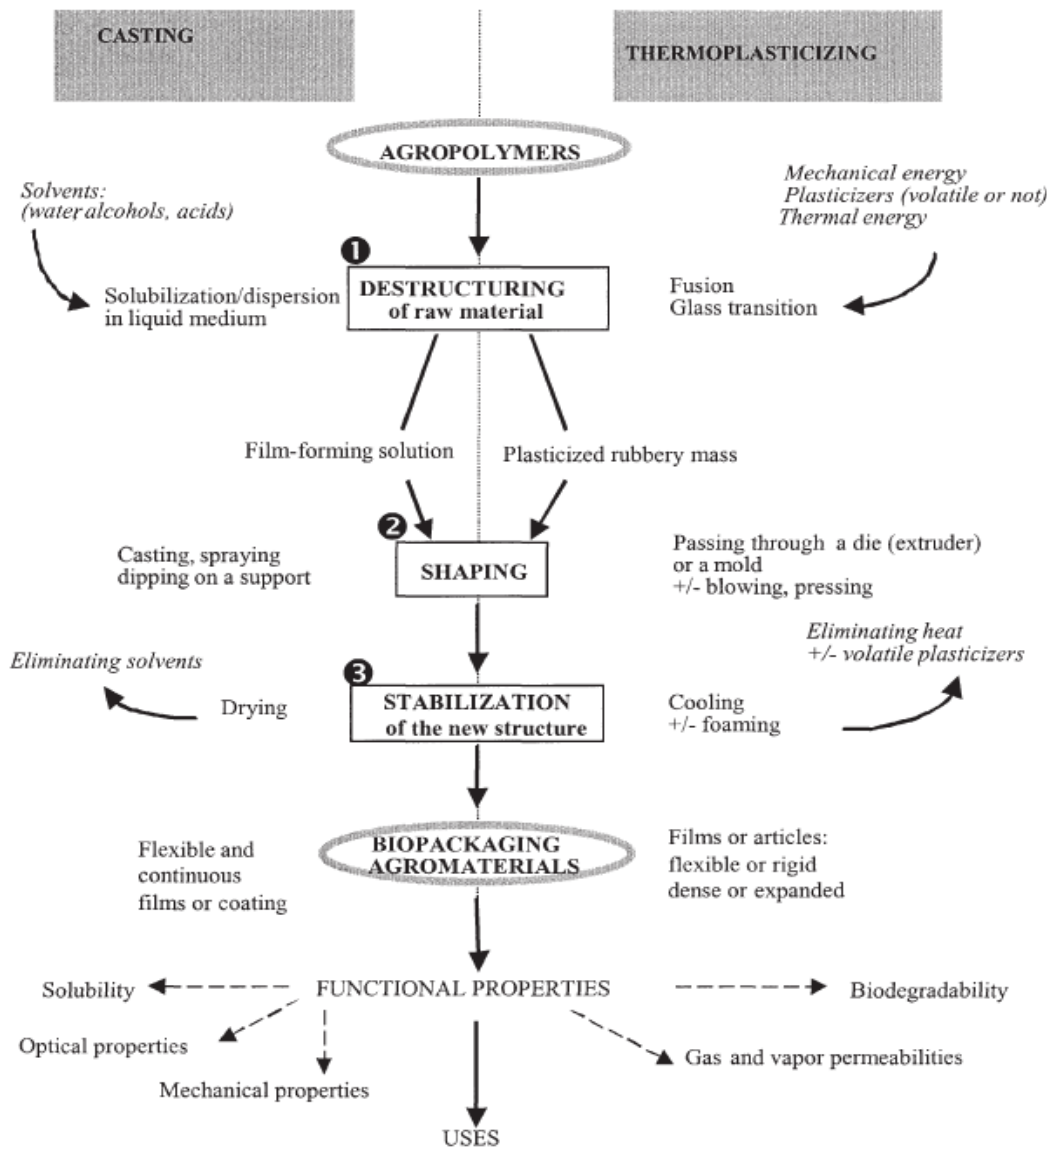 CASTING
THERMOPLASTICIZING
AGROPOLYMERS
Solvents:
(water alcohols, acids)
Mechanical energy
Plasticizers (volatile or not)
Thermal energy
1
DESTRUCTURING
of raw material
Solubilization/dispersion
in liquid medium
Fusion
Glass transition
Film-forming solution
Plasticized rubbery mass
2
SHAPING
Casting, spraying
dipping on a support
Passing through a die (extruder)
or a mold
+/- blowing, pressing
Eliminating solvents
Eliminating heat
+/- volatile plasticizers
3
STABILIZATION
of the new structure
Drying
Cooling
+/- foaming
BIOPACKAGING
AGROMATERIALS
Flexible and
continuous
films or coating
Films or articles:
flexible or rigid
dense or expanded
FUNCTIONAL PROPERTIES
Solubility
Biodegradability
Optical properties
Gas and vapor permeabilities
Mechanical properties
USES